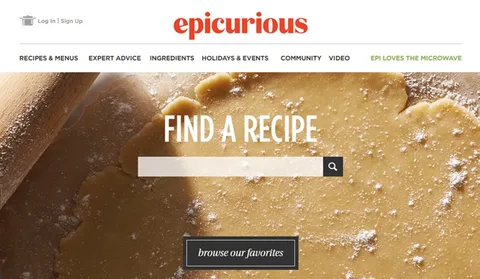 Log In | Sign Up
epicurious
RECIPES & MENUS EXPERT ADVICE INGREDIENTS HOLIDAYS & EVENTS COMMUNITY VIDEO EPI LOVES THE MICROWAVE
FIND A RECIPE
browse our favorites